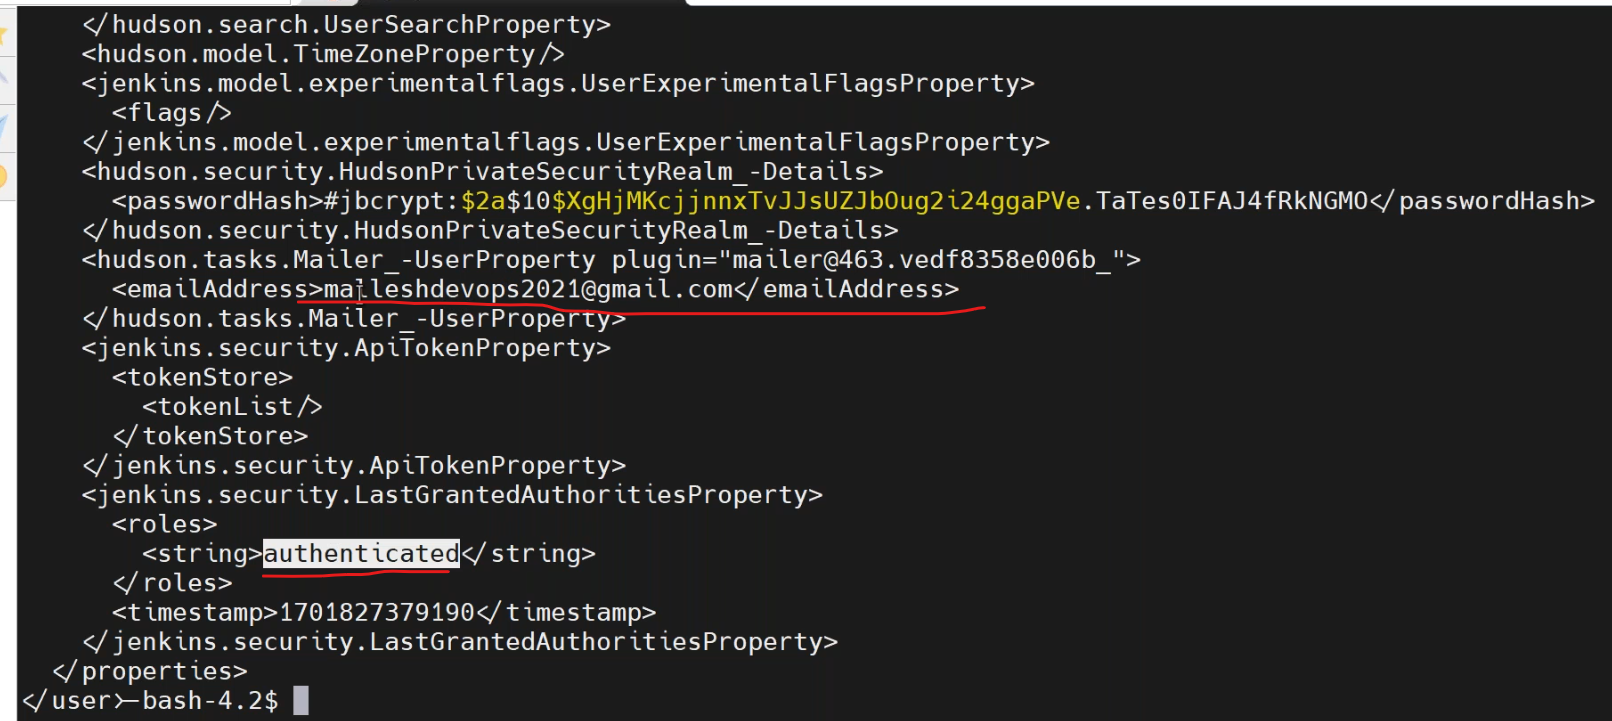 </hudson.search.UserSearchProperty>
<hudson.model.TimeZoneProperty/>
<jenkins.model.experimentalflags.UserExperimentalFlagsProperty>
<flags/>
</jenkins.model.experimentalflags.UserExperimentalFlagsProperty>
<hudson.security.HudsonPrivateSecurityRealm_-Details>
<passwordHash>#jbcrypt:$2a$10$XgHjMKcjjnnxTvJJsUZJbOug2i24ggaPVe.TaTes0IFAJ4fRkNGMO</passwordHash>
</hudson.security.HudsonPrivateSecurityRealm_-Details>
<hudson.tasks.Mailer_-UserProperty plugin="mailer@463.vedf8358e006b_">
<emailAddress>mailleshdevops2021@gmail.com</emailAddress>
</hudson.tasks.Mailer_-UserProperty>
<jenkins.security.ApiTokenProperty>
<tokenStore>
<tokenList/>
</tokenStore>
</jenkins.security.ApiTokenProperty>
<jenkins.security.LastGrantedAuthoritiesProperty>
<roles>
<string>authenticated</string>
</roles>
<timestamp>1701827379190</timestamp>
</jenkins.security.LastGrantedAuthoritiesProperty>
</properties>
</user>-bash-4.2$